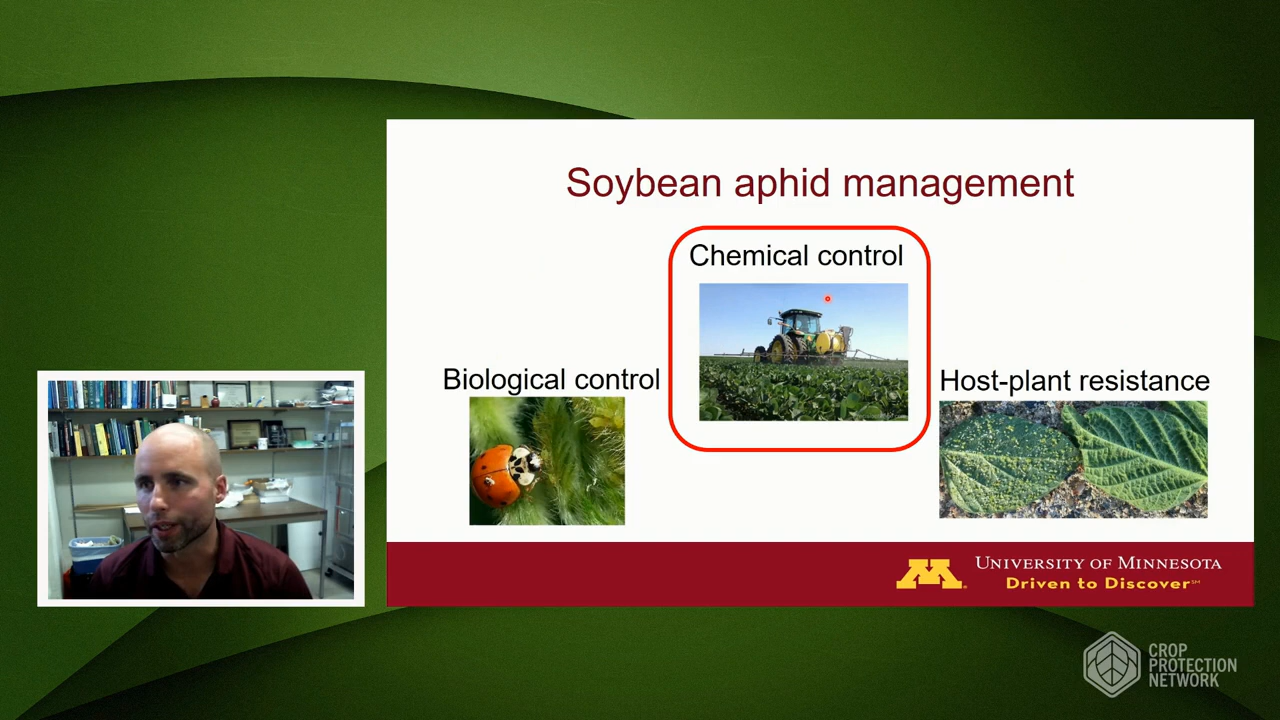 Soybean aphid management
Chemical control
Biological control
Host-plant resistance
UNIVERSITY OF MINNESOTA
Driven to Discover℠
CROP
PROTECTION
NETWORK